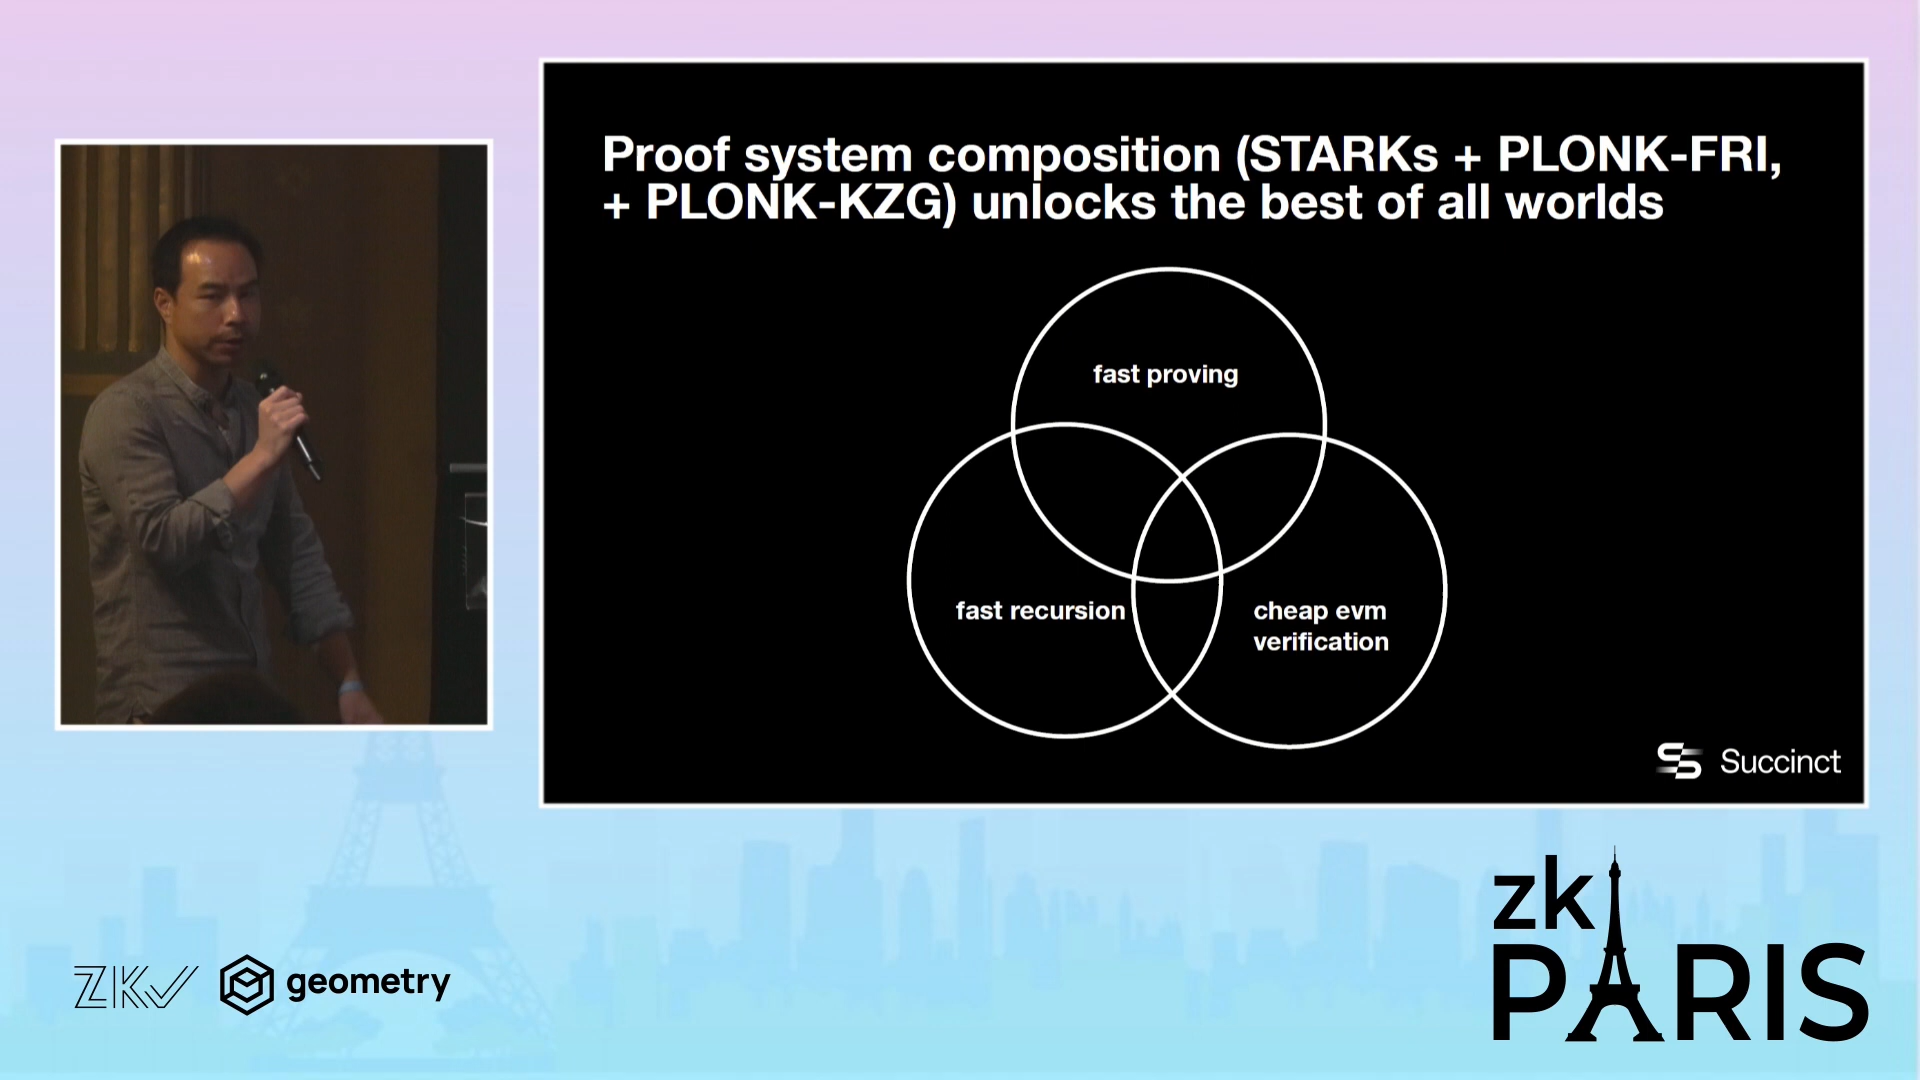 Proof system composition (STARKs + PLONK-FRI,
+ PLONK-KZG) unlocks the best of all worlds
fast proving
fast recursion
cheap evm
verification
Succinct
ZK
geometry
zk
PARIS